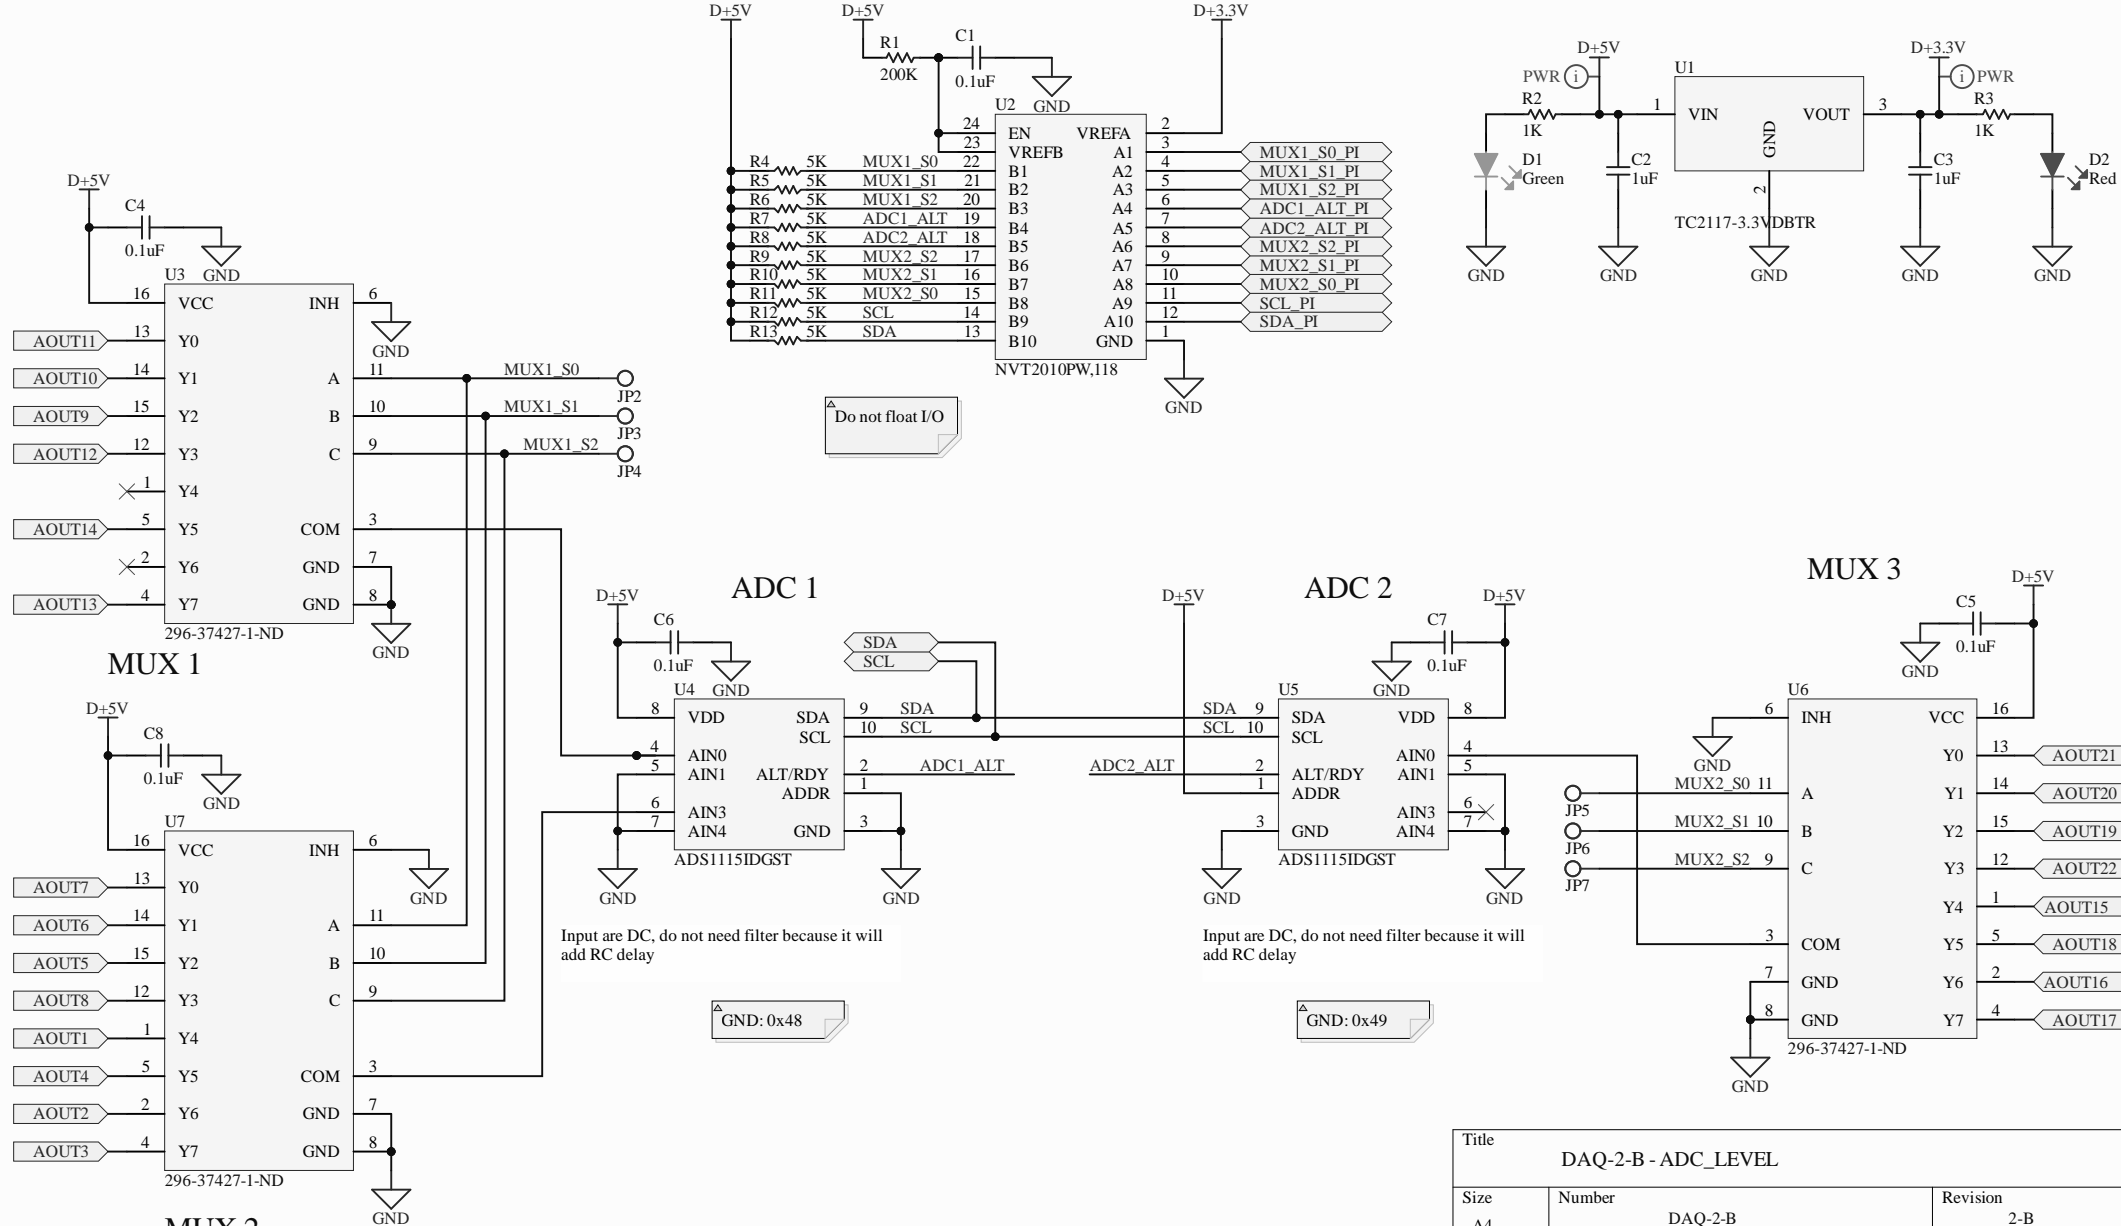 D+5V
D+5V
D+3.3V
R1
200K
C1
0.1uF
GND
U2
24 EN VREFA 2
23 VREFB A1 3 MUX1_S0_PI
R4 5K MUX1_S0 22 B1 A2 4 MUX1_S1_PI
R5 5K MUX1_S1 21 B2 A3 5 MUX1_S2_PI
R6 5K MUX1_S2 20 B3 A4 6 ADC1_ALT_PI
R7 5K ADC1_ALT 19 B4 A5 7 ADC2_ALT_PI
R8 5K ADC2_ALT 18 B5 A6 8 MUX2_S2_PI
R9 5K MUX2_S2 17 B6 A7 9 MUX2_S1_PI
R10 5K MUX2_S1 16 B7 A8 10 MUX2_S0_PI
R11 5K MUX2_S0 15 B8 A9 11 SCL_PI
R12 5K SCL 14 B9 A10 12 SDA_PI
R13 5K SDA 13 B10 GND 1
NVT2010PW,118
GND
Do not float I/O
D+5V
D+3.3V
PWR
U1
PWR
R2
1K
1 VIN VOUT 3
GND
2
R3
1K
D1
Green
C2
1uF
TC2117-3.3VDBTR
C3
1uF
D2
Red
GND
GND
GND
GND
GND
D+5V
C4
0.1uF
GND
U3
16 VCC INH 6
GND
AOUT11 13 Y0
AOUT10 14 Y1 A 11 MUX1_S0
JP2
AOUT9 15 Y2 B 10 MUX1_S1
JP3
AOUT12 12 Y3 C 9 MUX1_S2
JP4
1 Y4
AOUT14 5 Y5 COM 3
2 Y6 GND 7
AOUT13 4 Y7 GND 8
296-37427-1-ND
GND
MUX 1
D+5V
C8
0.1uF
GND
U7
16 VCC INH 6
GND
AOUT7 13 Y0
AOUT6 14 Y1 A 11
AOUT5 15 Y2 B 10
AOUT8 12 Y3 C 9
AOUT1 1 Y4
AOUT4 5 Y5 COM 3
AOUT2 2 Y6 GND 7
AOUT3 4 Y7 GND 8
296-37427-1-ND
GND
MUX 2
ADC 1
D+5V
C6
0.1uF
GND
SDA
SCL
U4
8 VDD SDA 9 SDA
SCL 10 SCL
4 AIN0
5 AIN1 ALT/RDY 2 ADC1_ALT
ADDR 1
6 AIN3
7 AIN4 GND 3
ADS1115IDGST
GND
GND
Input are DC, do not need filter because it will
add RC delay
GND: 0x48
ADC 2
D+5V
D+5V
C7
0.1uF
GND
U5
SDA 9 SDA VDD 8
SCL 10 SCL
AIN0 4
ADC2_ALT 2 ALT/RDY AIN1 5
1 ADDR
AIN3 6
3 GND AIN4 7
ADS1115IDGST
GND
GND
Input are DC, do not need filter because it will
add RC delay
GND: 0x49
MUX 3
D+5V
C5
0.1uF
GND
U6
6 INH VCC 16
GND
Y0 13 AOUT21
MUX2_S0 11 A Y1 14 AOUT20
JP5
MUX2_S1 10 B Y2 15 AOUT19
JP6
MUX2_S2 9 C Y3 12 AOUT22
JP7
Y4 1 AOUT15
3 COM Y5 5 AOUT18
7 GND Y6 2 AOUT16
8 GND Y7 4 AOUT17
296-37427-1-ND
GND
Title
DAQ-2-B - ADC_LEVEL
Size Number Revision
A4 DAQ-2-B 2-B